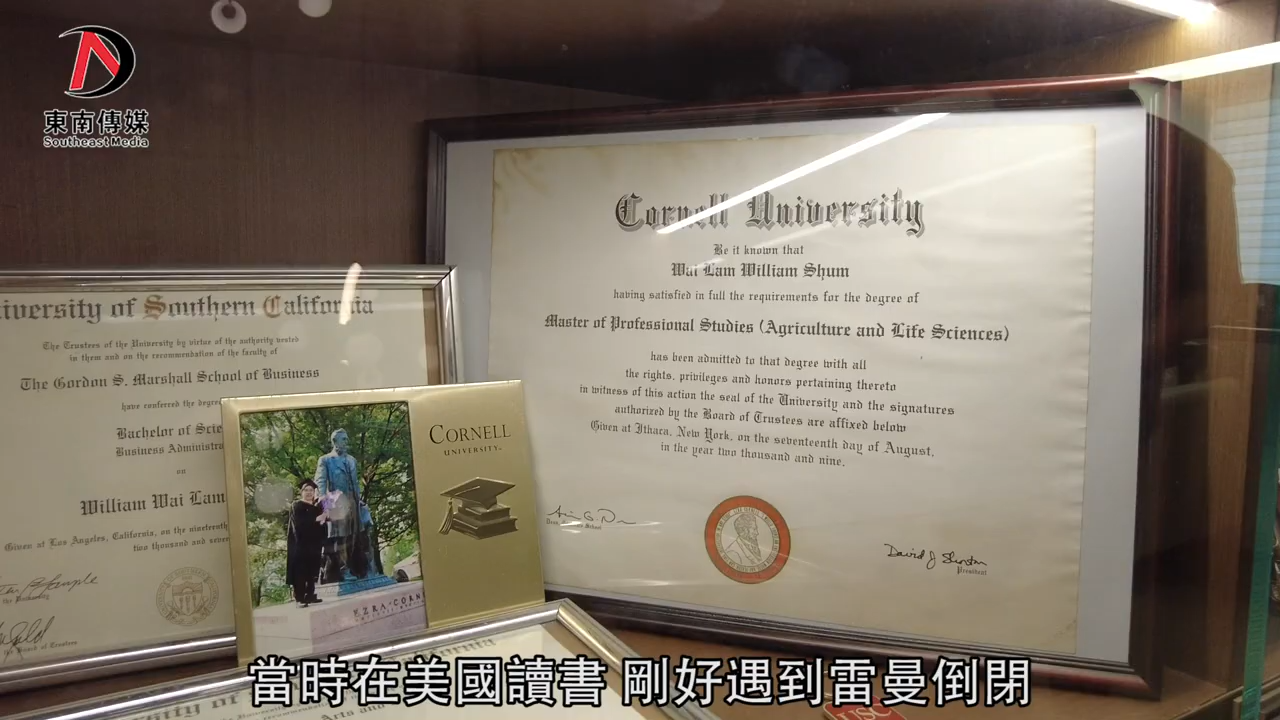 東南傳媒
Southeast Media
Cornell University
Be it known that
Wai Lam William Shum
having satisfied in full the requirements for the degree of
Master of Professional Studies (Agriculture and Life Sciences)
has been admitted to that degree with all
the rights, privileges and honors pertaining thereto
in witness of this action the seal of the University and the signatures
authorized by the Board of Trustees are affixed below
Given at Ithaca, New York, on the seventeenth day of August,
in the year two thousand and nine.
President
University of Southern California
The Trustees of the University by virtue of the authority vested
in them and on the recommendation of the faculty of
The Gordon S. Marshall School of Business
have conferred the degree
Bachelor of Scie
Business Administra
on
William Wai Lam
Given at Los Angeles, California, on the nineteenth
two thousand and seve
CORNELL
UNIVERSITY
EZRA CORN
USC
當時在美國讀書 剛好遇到雷曼倒閉